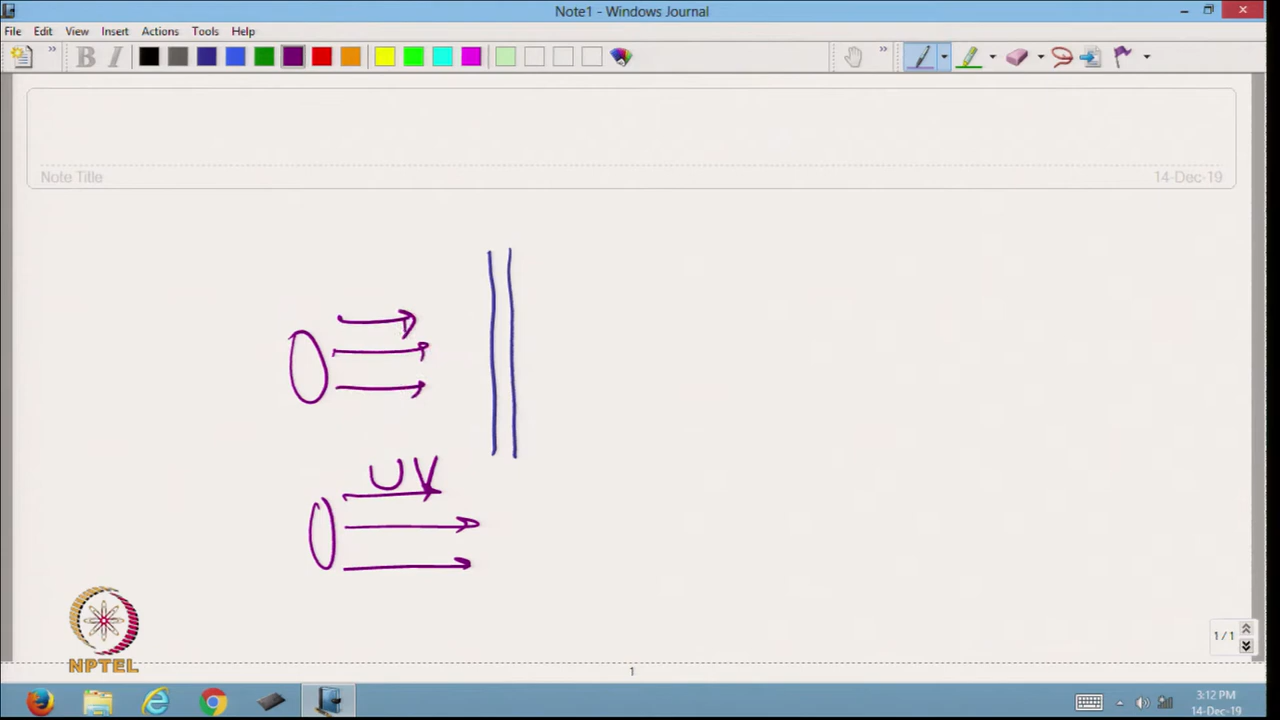 Note1 - Windows Journal
File Edit View Insert Actions Tools Help
B I
Note Title
14-Dec-19
UV
NPTEL
1 / 1
1
3:12 PM
14-Dec-19